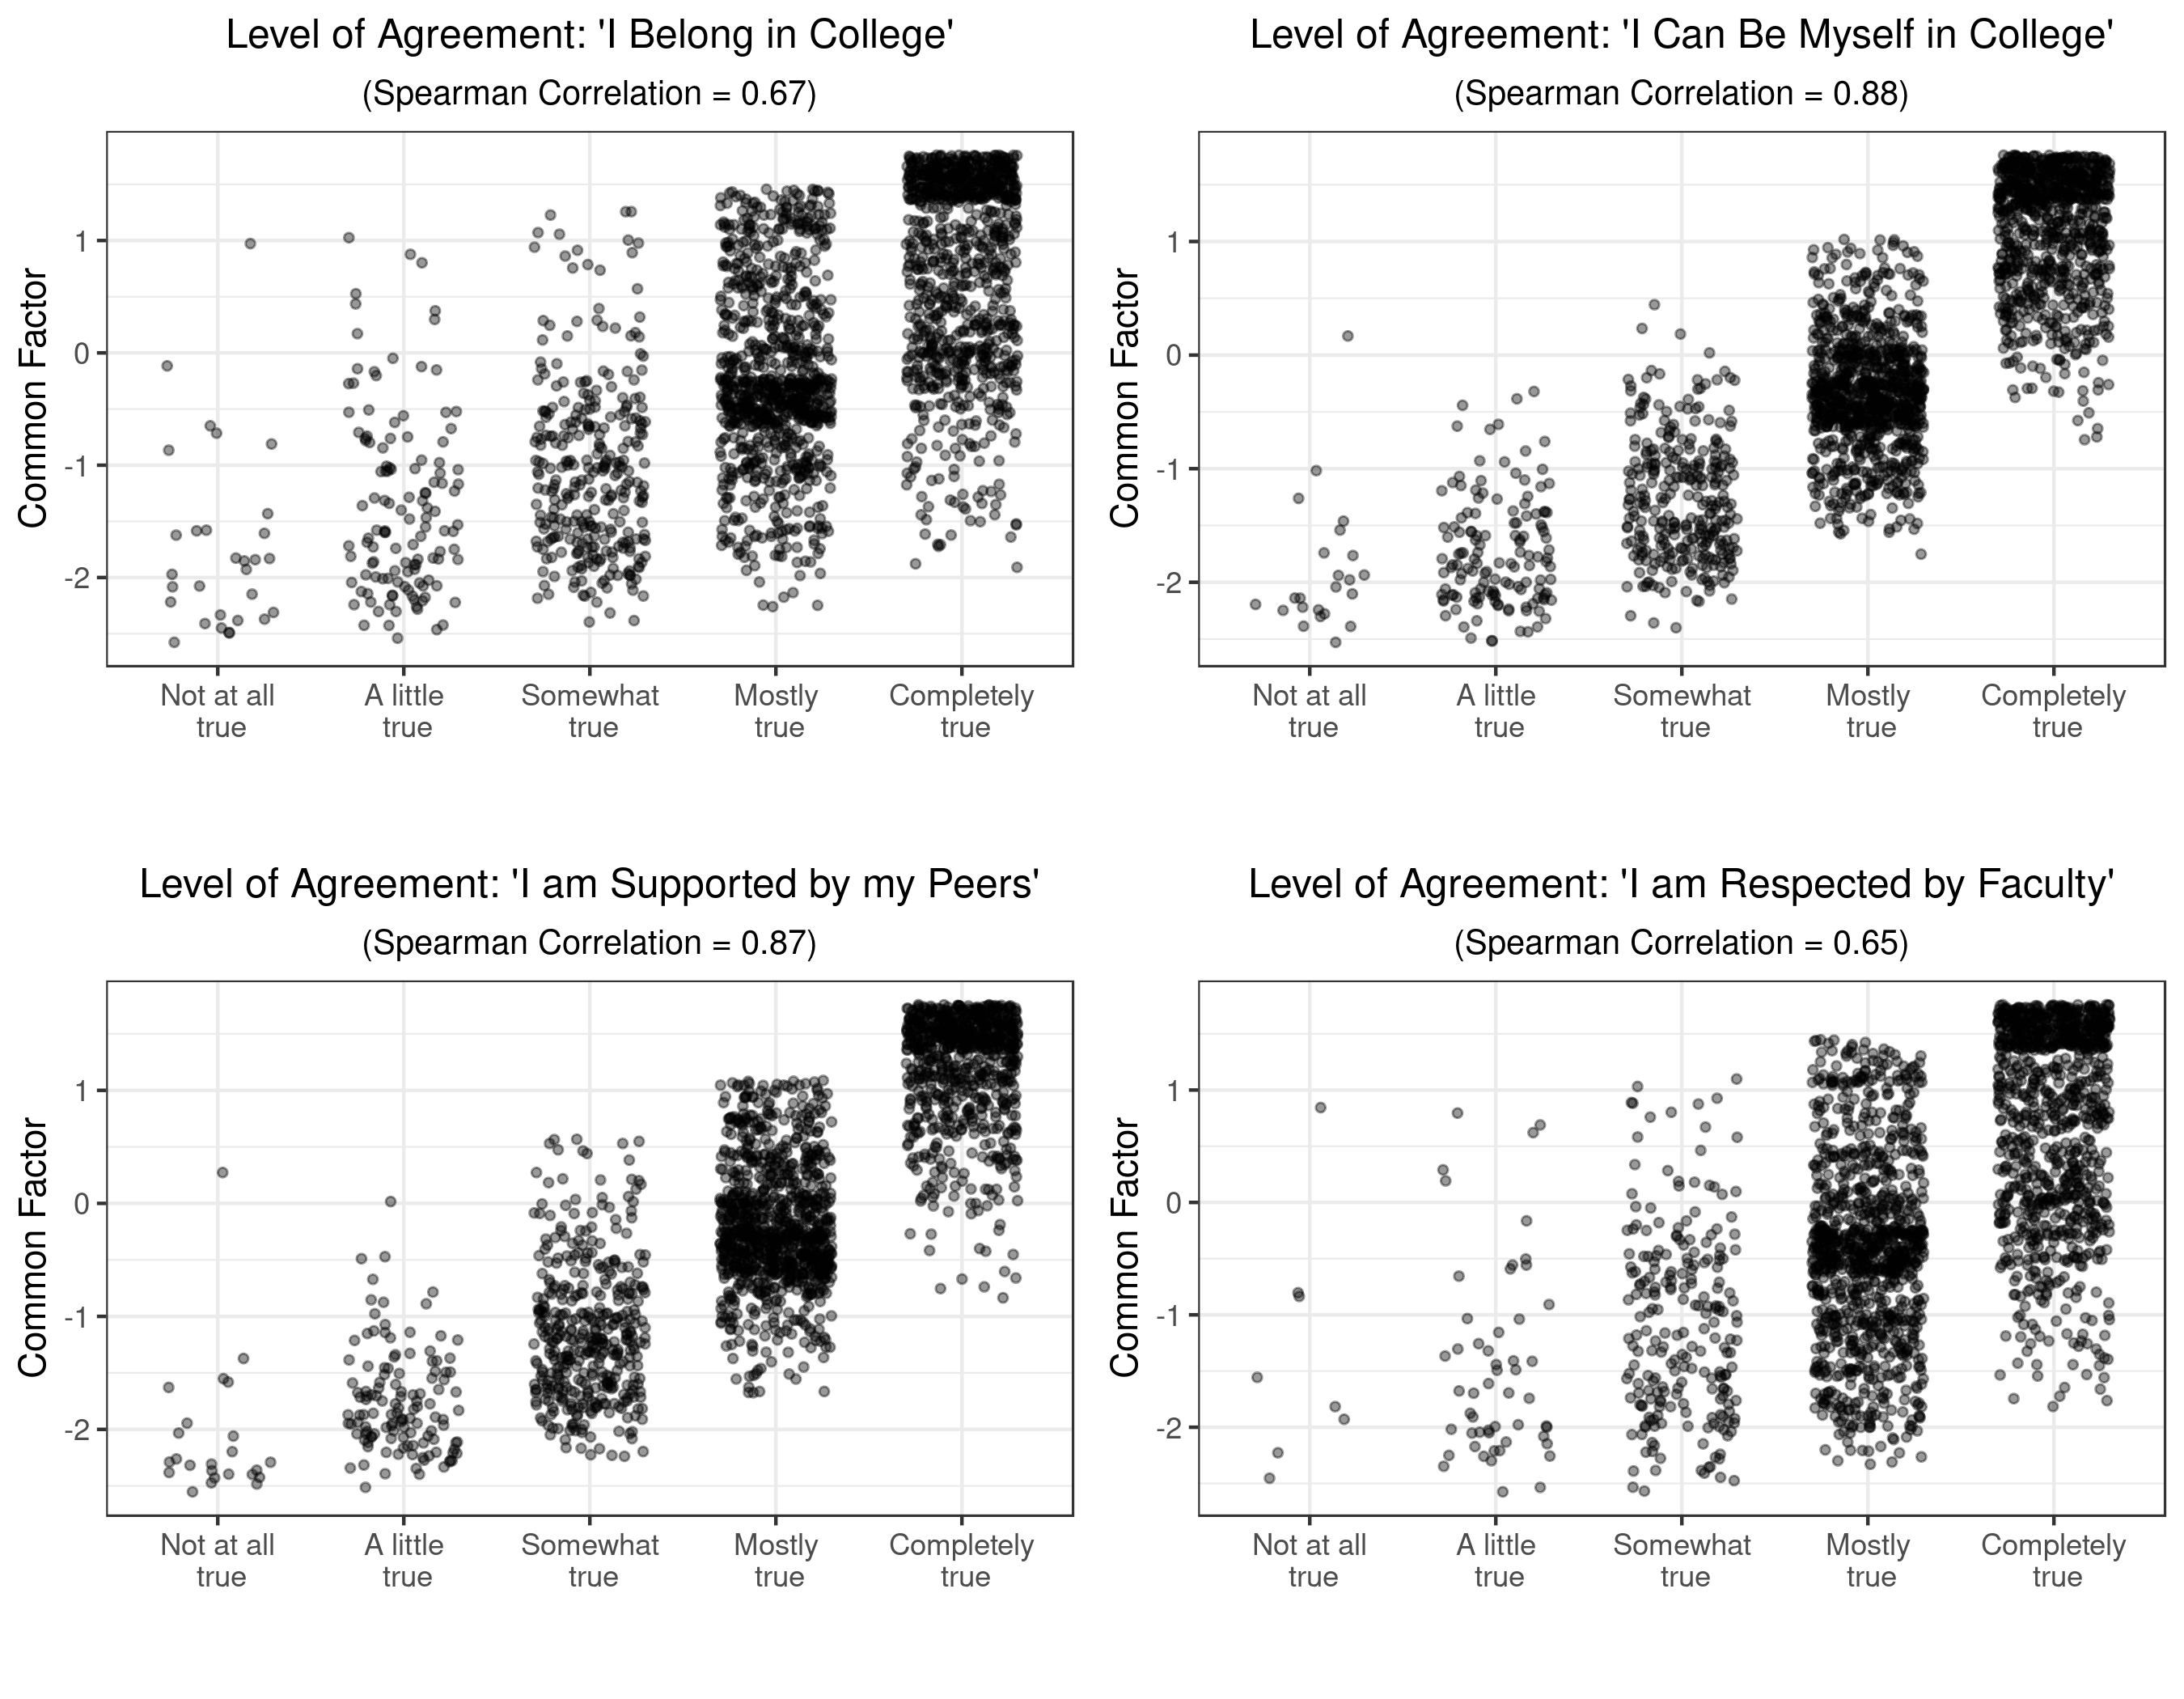 Level of Agreement: 'I Belong in College'
(Spearman Correlation = 0.67)
Common Factor
1
0
-1
-2
Not at all true
A little true
Somewhat true
Mostly true
Completely true
Level of Agreement: 'I Can Be Myself in College'
(Spearman Correlation = 0.88)
Common Factor
1
0
-1
-2
Not at all true
A little true
Somewhat true
Mostly true
Completely true
Level of Agreement: 'I am Supported by my Peers'
(Spearman Correlation = 0.87)
Common Factor
1
0
-1
-2
Not at all true
A little true
Somewhat true
Mostly true
Completely true
Level of Agreement: 'I am Respected by Faculty'
(Spearman Correlation = 0.65)
Common Factor
1
0
-1
-2
Not at all true
A little true
Somewhat true
Mostly true
Completely true